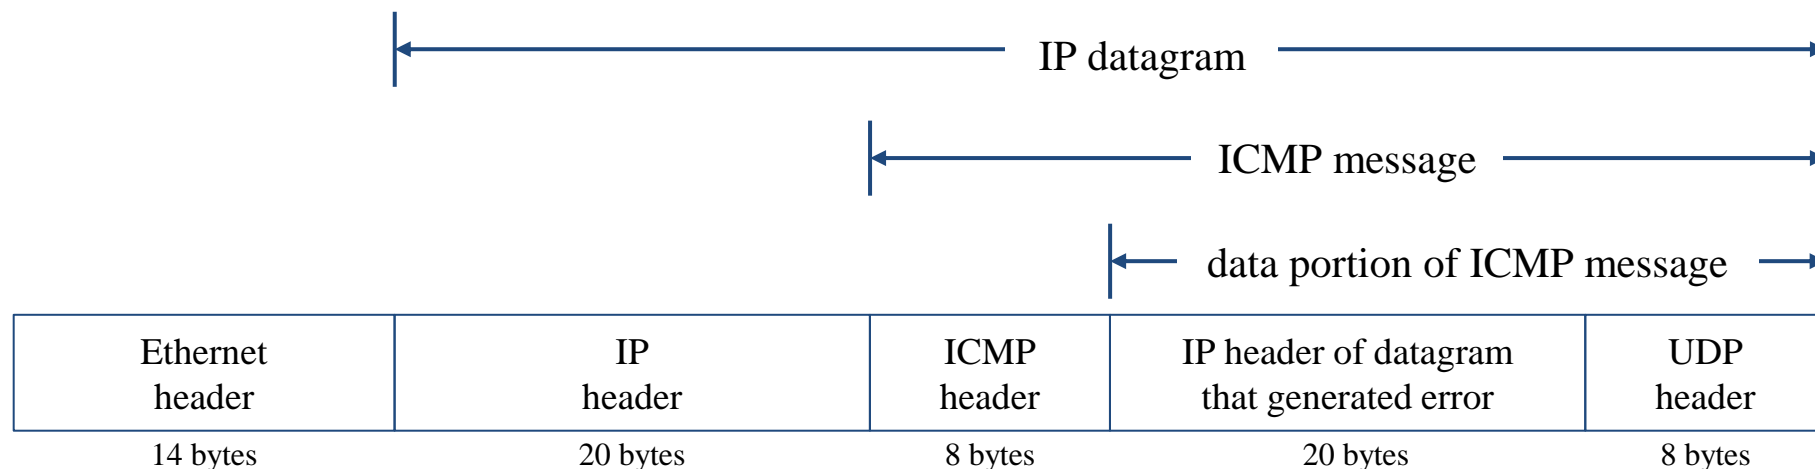 IP datagram
ICMP message
data portion of ICMP message
Ethernet
header
IP
header
ICMP
header
IP header of datagram
that generated error
UDP
header
14 bytes
20 bytes
8 bytes
20 bytes
8 bytes